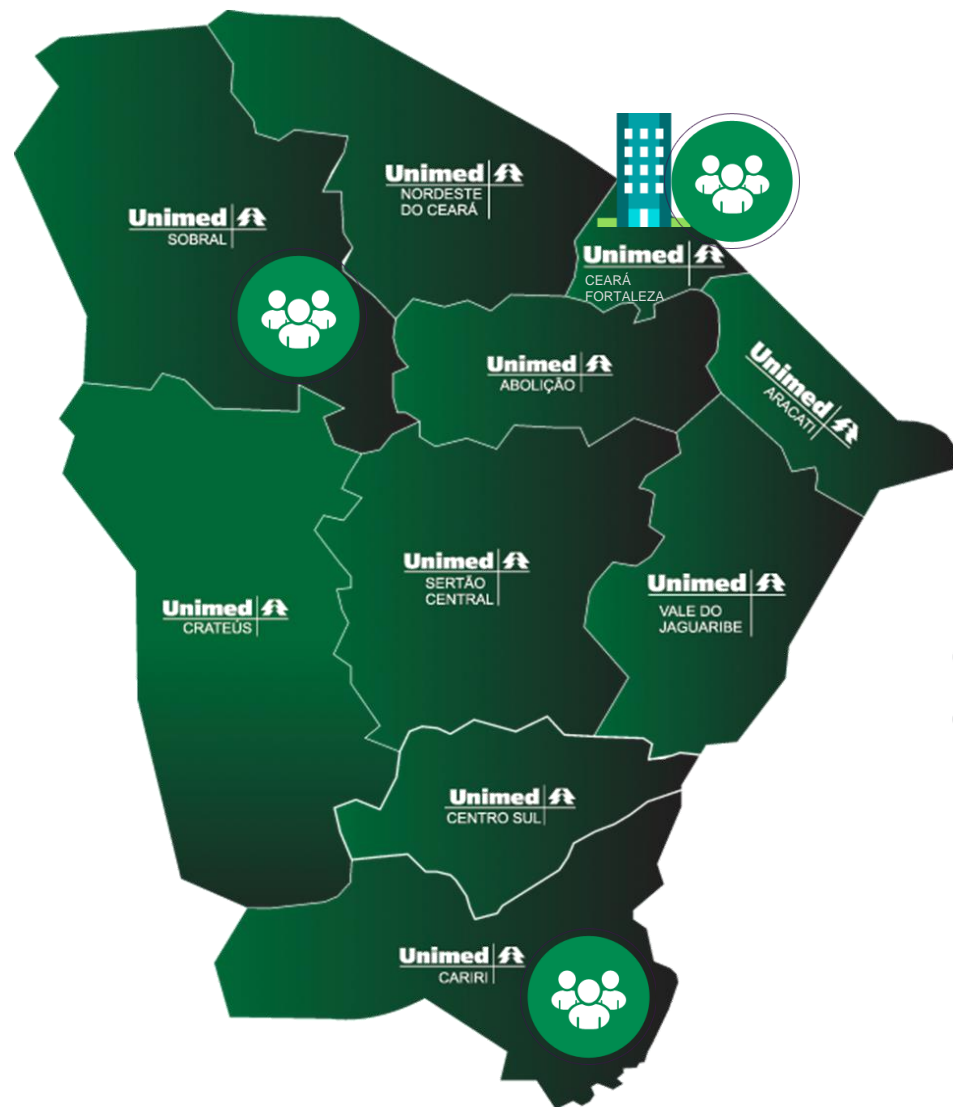 Unimed
NORDESTE
DO CEARÁ
Unimed
SOBRAL
Unimed
CEARÁ
FORTALEZA
Unimed
ABOLIÇÃO
Unimed
ARACATI
Unimed
SERTÃO
CENTRAL
Unimed
VALE DO
JAGUARIBE
Unimed
CRATEÚS
Unimed
CENTRO SUL
Unimed
CARIRI